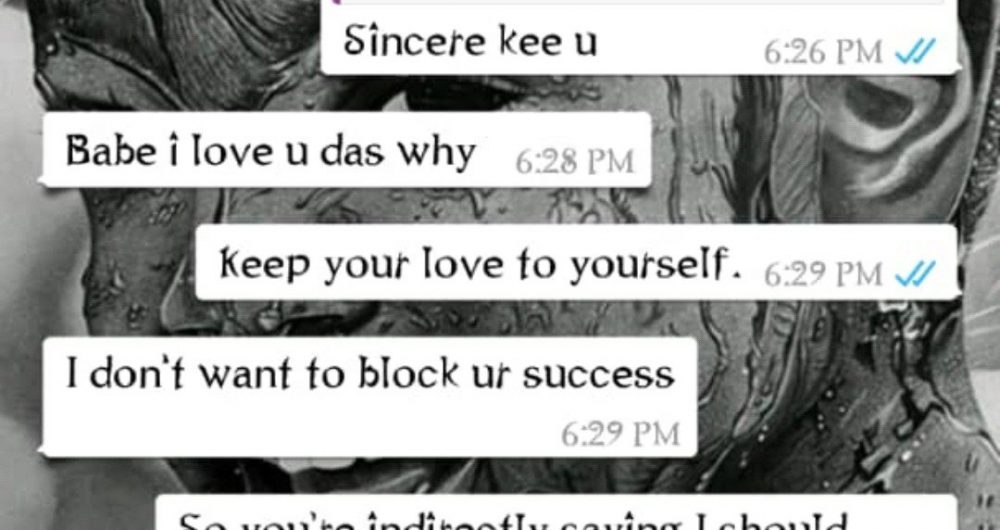 Sincere kee u
6:26 PM
Babe i love u das why
6:28 PM
Keep your love to yourself.
6:29 PM
I don't want to block ur success
6:29 PM
So you're indirectly saying I should